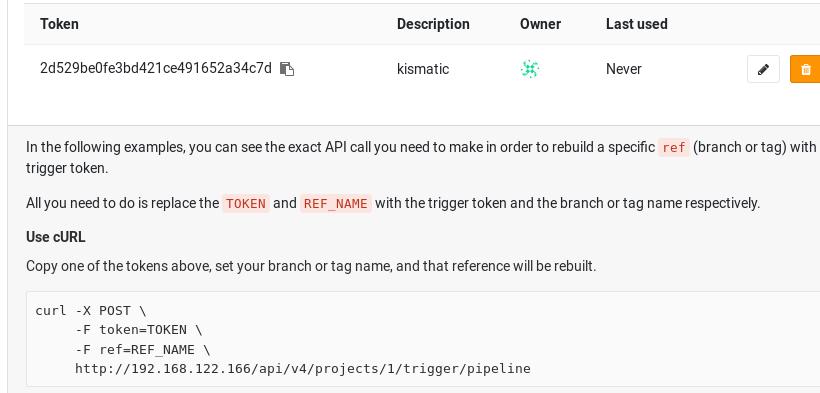 Token Description Owner Last used
2d529be0fe3bd421ce491652a34c7d kismatic Never
In the following examples, you can see the exact API call you need to make in order to rebuild a specific ref (branch or tag) with
trigger token.
All you need to do is replace the TOKEN and REF_NAME with the trigger token and the branch or tag name respectively.
Use cURL
Copy one of the tokens above, set your branch or tag name, and that reference will be rebuilt.
curl -X POST \
-F token=TOKEN \
-F ref=REF_NAME \
http://192.168.122.166/api/v4/projects/1/trigger/pipeline